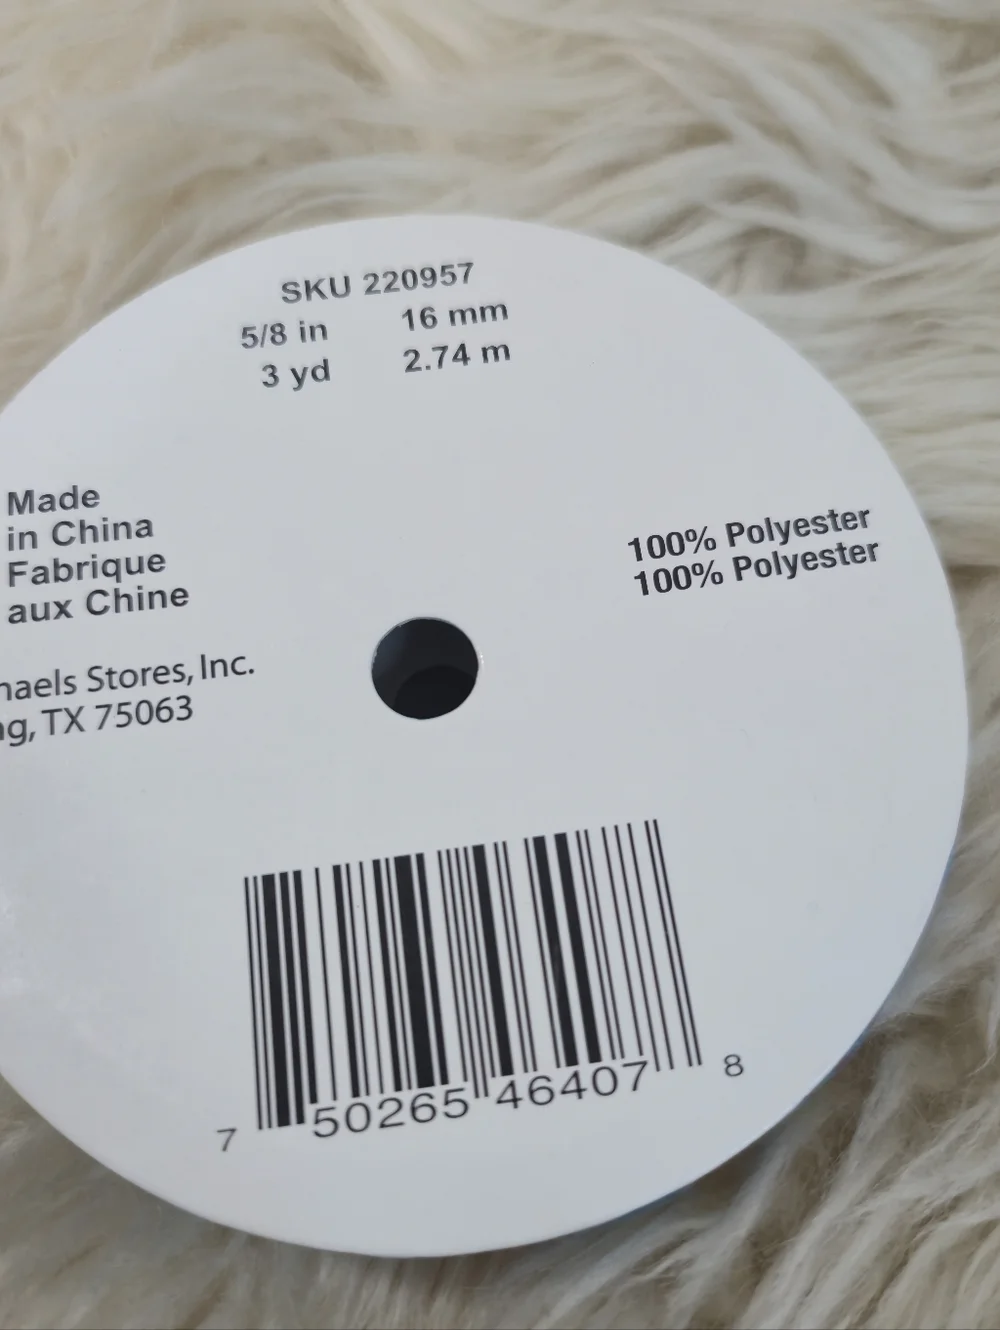 SKU 220957
5/8 in 16 mm
3 yd 2.74 m
Made
in China
Fabrique
aux Chine
100% Polyester
100% Polyester
Stores, Inc.
TX 75063
7 50265 46407 8